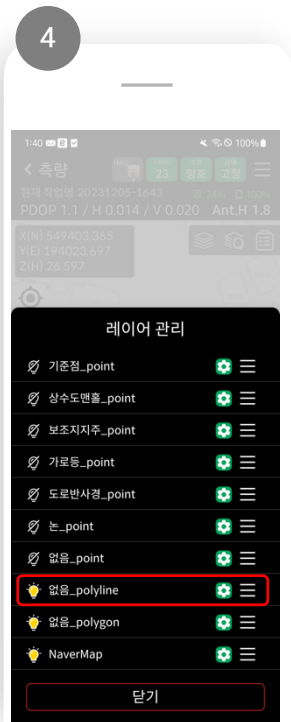 4
1:40 100%
측량 23 양호 고정
현재 작업명 20231205-1643
PDOP 1.1 / H 0.014 / V 0.020 Ant.H 1.8
X(N) 549403.365
Y(E) 194023.697
Z(H) 26.597
레이어 관리
기준점_point
상수도맨홀_point
보조지지주_point
가로등_point
도로반사경_point
논_point
없음_point
없음_polyline
없음_polygon
NaverMap
닫기